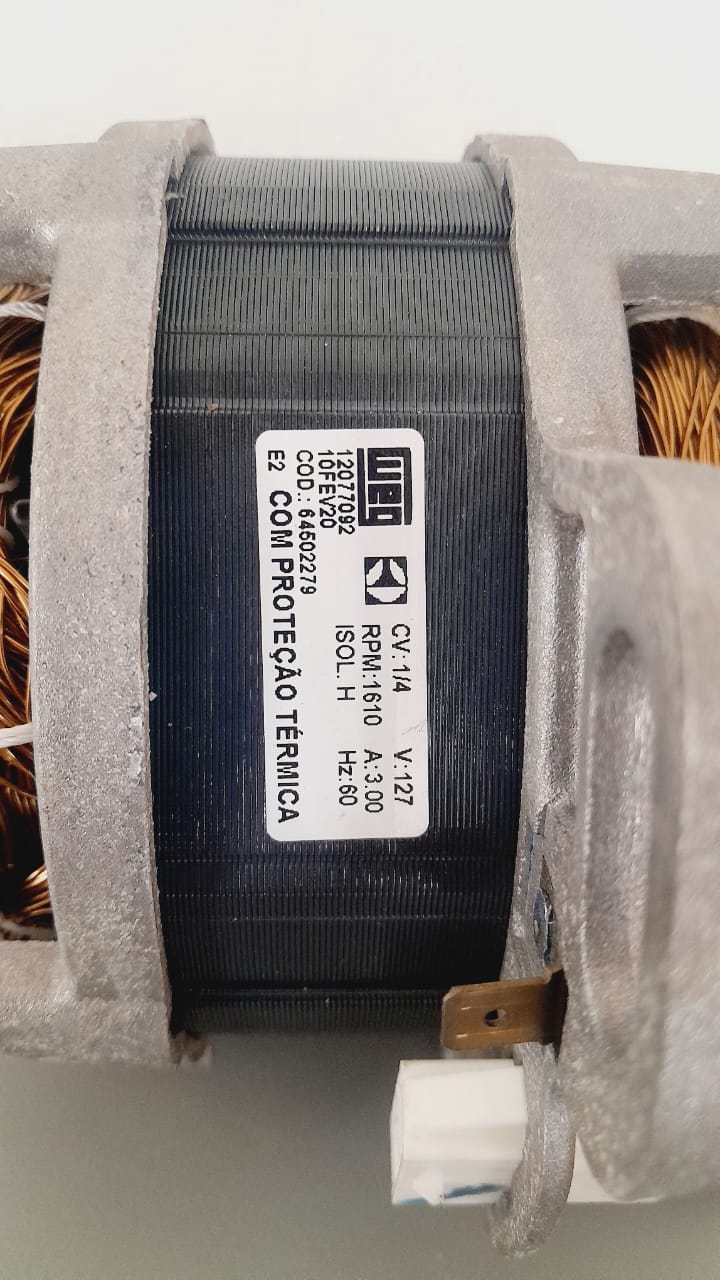 WEG
12077092
10FEV20
COD.: 64502279
E2 COM PROTEÇÃO TÉRMICA
CV:1/4 V:127
RPM:1610 A:3.00
ISOL. H Hz:60